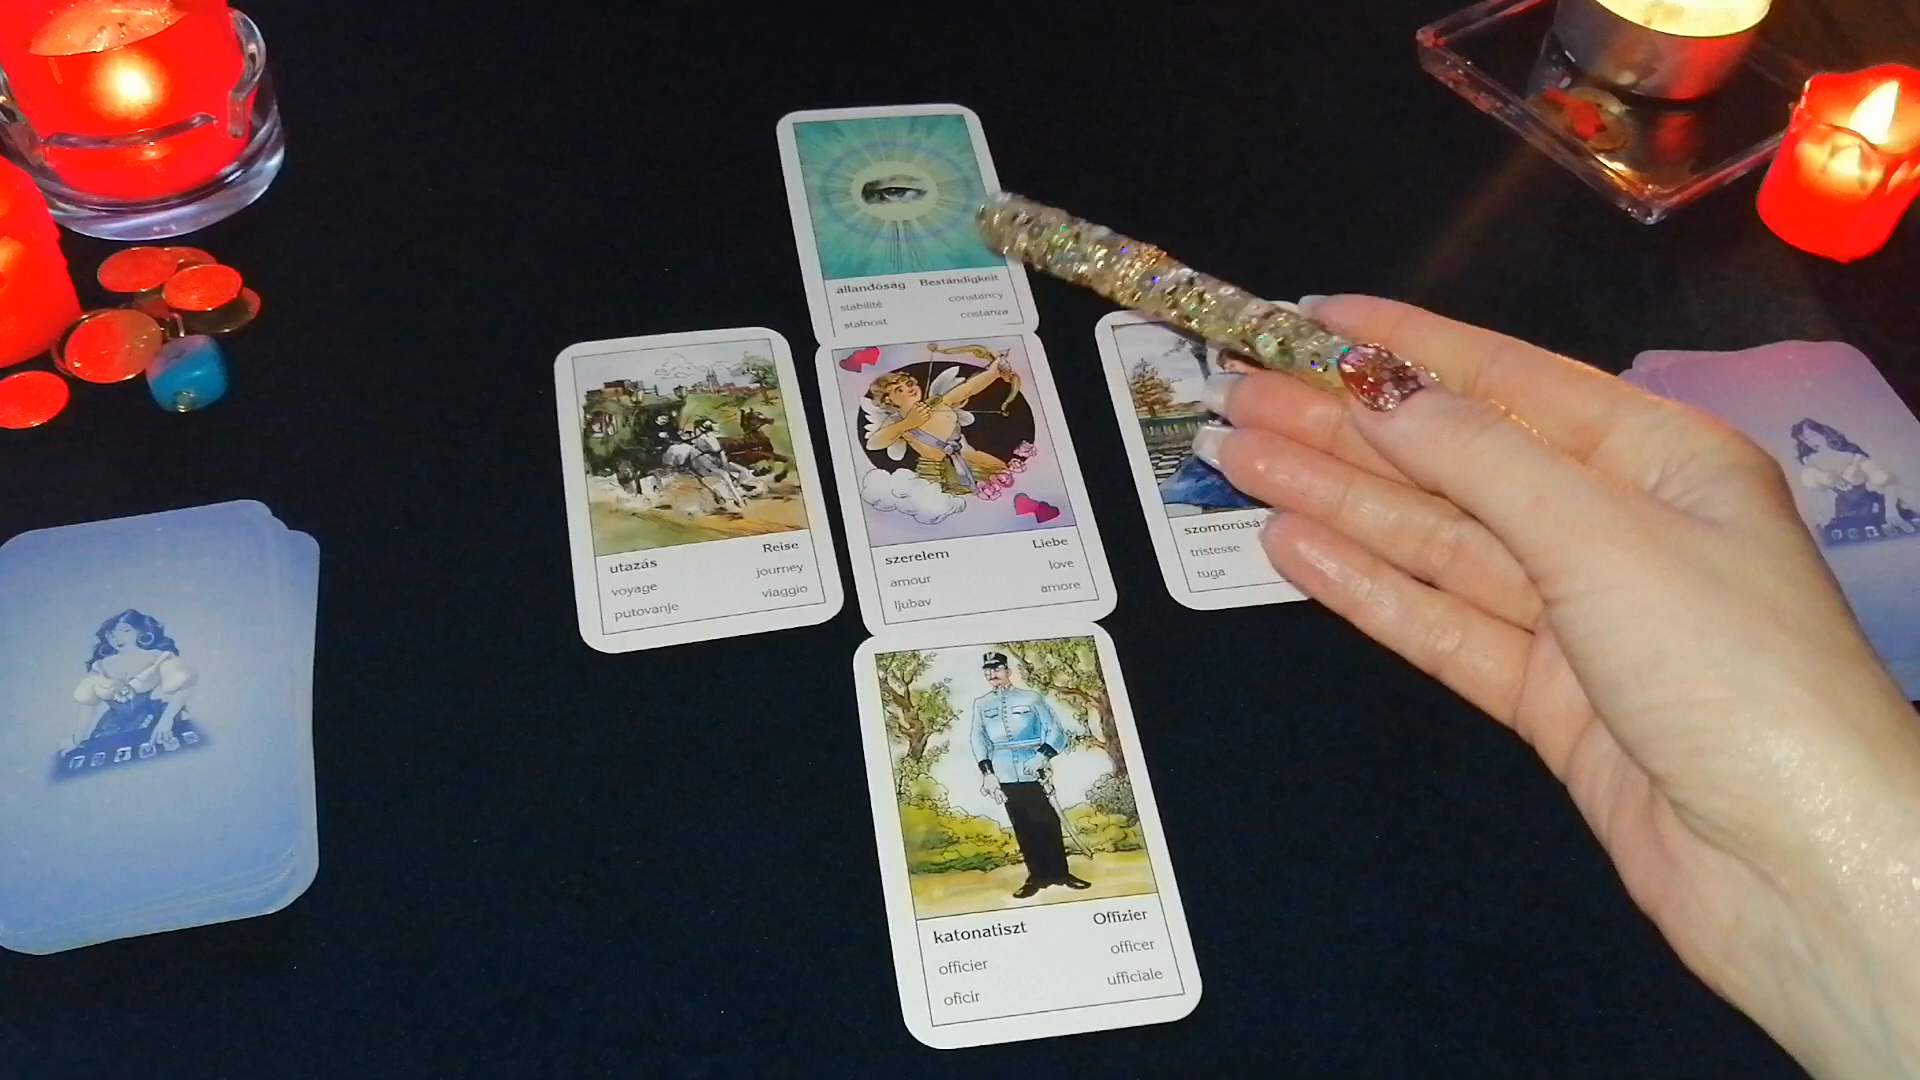 állandóság Beständigkeit
stabilité constancy
stalnost costanza
utazás Reise
voyage journey
putovanje viaggio
szerelem Liebe
amour love
ljubav amore
tristesse
tuga
katonatiszt Offizier
officier officer
oficir ufficiale